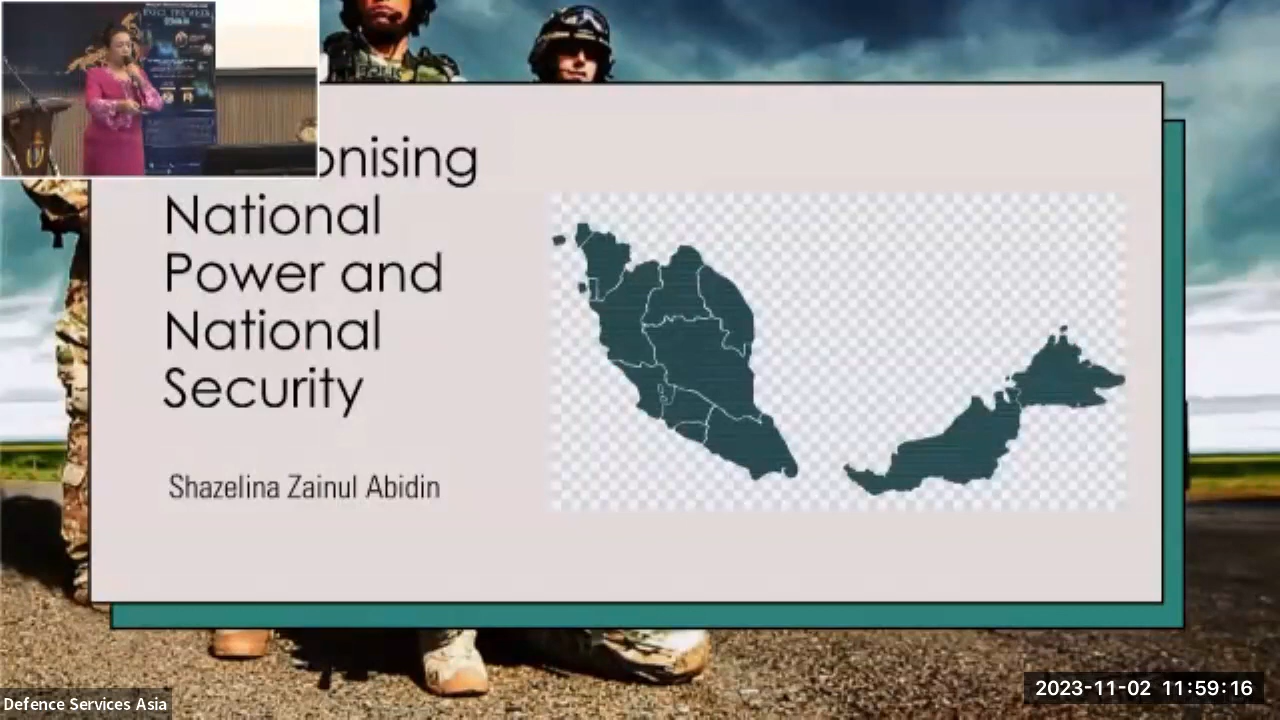 onising
National
Power and
National
Security
Shazelina Zainul Abidin
Defence Services Asia
2023-11-02 11:59:16